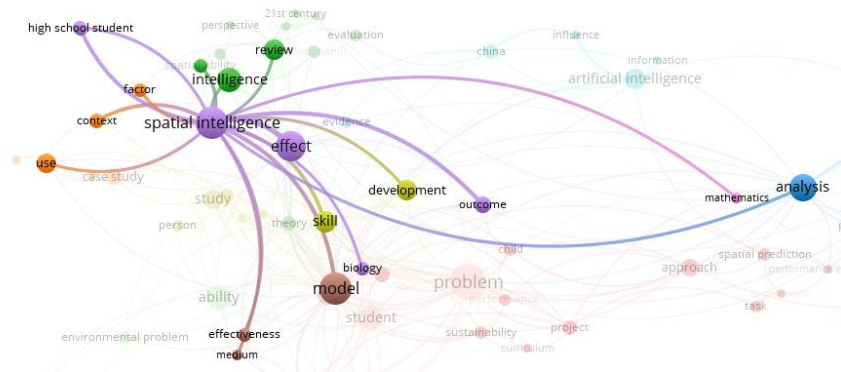 21st century
high school student
perspective
evaluation
influence
review
china
information
intelligence
artificial intelligence
factor
context
spatial intelligence
evidence
effect
use
case study
development
analysis
study
mathematics
outcome
skill
person
theory
child
spatial prediction
biology
approach
problem
model
ability
performance
task
student
project
effectiveness
sustainability
environmental problem
curriculum
medium